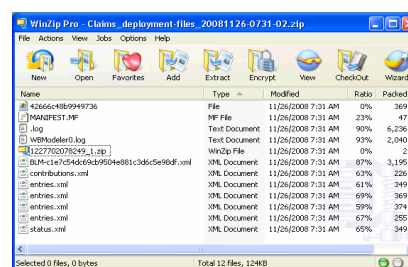 WinZip Pro - Claims_deployment-files_20081126-0731-02.zip
File Actions View Jobs Options Help
New Open Favorites Add Extract Encrypt View CheckOut Wizard
Name Type Modified Ratio Packed
42666c48b9949736 File 11/26/2008 7:31 AM 0% 369
MANIFEST.MF MF File 11/26/2008 7:31 AM 23% 47
.log Text Document 11/26/2008 7:31 AM 90% 6,236
WBModeler0.log Text Document 11/26/2008 7:31 AM 93% 2,040
1227702078249_1.zip WinZip File 11/26/2008 7:31 AM 0% 2
BLM-c1e7c54dc69cb904e881c3d6c5e98df.xml XML Document 11/26/2008 7:31 AM 87% 3,195
contributions.xml XML Document 11/26/2008 7:31 AM 63% 226
entries.xml XML Document 11/26/2008 7:31 AM 61% 349
entries.xml XML Document 11/26/2008 7:31 AM 69% 369
entries.xml XML Document 11/26/2008 7:31 AM 59% 374
entries.xml XML Document 11/26/2008 7:31 AM 67% 255
status.xml XML Document 11/26/2008 7:31 AM 65% 349
Selected 0 files, 0 bytes Total 12 files, 124KB